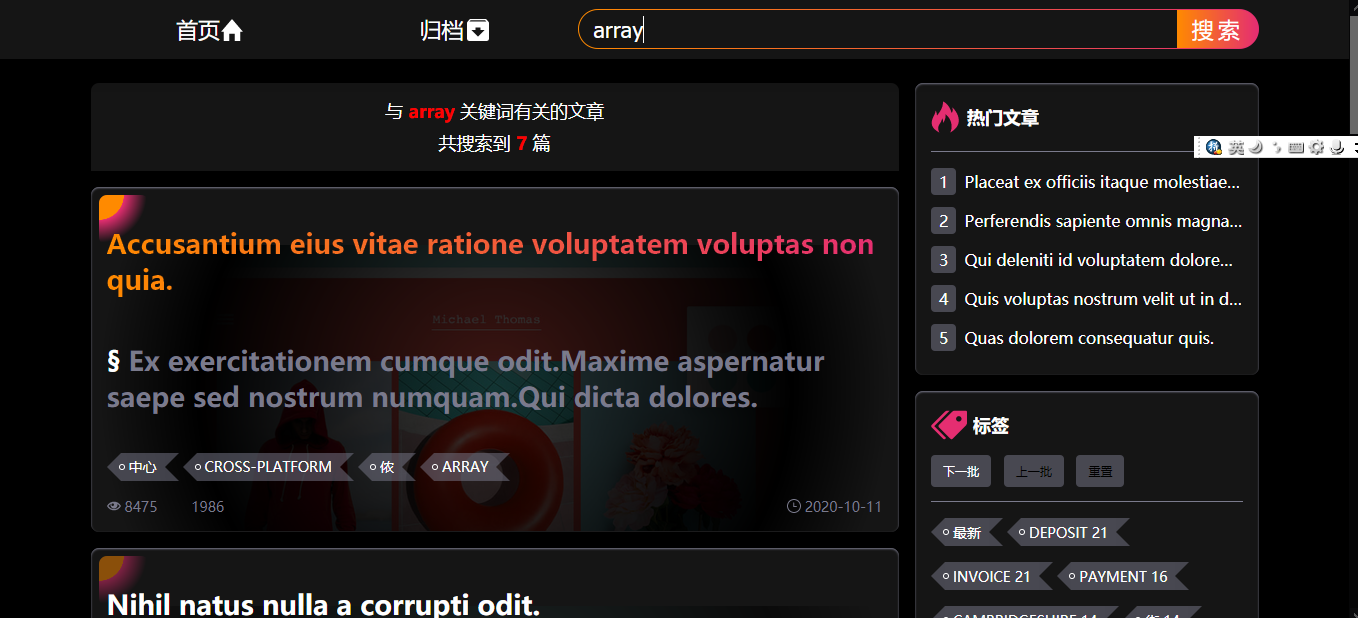 首页
归档
array
搜索
与 array 关键词有关的文章
共搜索到 7 篇
Accusantium eius vitae ratione voluptatem voluptas non
quia.
Michael Thomas
§ Ex exercitationem cumque odit.Maxime aspernatur
saepe sed nostrum numquam.Qui dicta dolores.
中心
CROSS-PLATFORM
侬
ARRAY
8475
1986
2020-10-11
Nihil natus nulla a corrupti odit.
热门文章
英
1 Placeat ex officiis itaque molestiae...
2 Perferendis sapiente omnis magna...
3 Qui deleniti id voluptatem dolore...
4 Quis voluptas nostrum velit ut in d...
5 Quas dolorem consequatur quis.
标签
下一批
上一批
重置
最新
DEPOSIT 21
INVOICE 21
PAYMENT 16
CAMBRIDGESHIRE 14